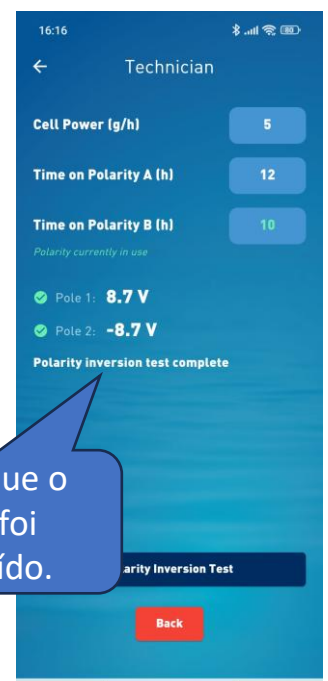 16:16
80
Technician
Cell Power (g/h)
5
Time on Polarity A (h)
12
Time on Polarity B (h)
10
Polarity currently in use
Pole 1: 8.7 V
Pole 2: -8.7 V
Polarity inversion test complete
o
foi
Inversion Test
Back